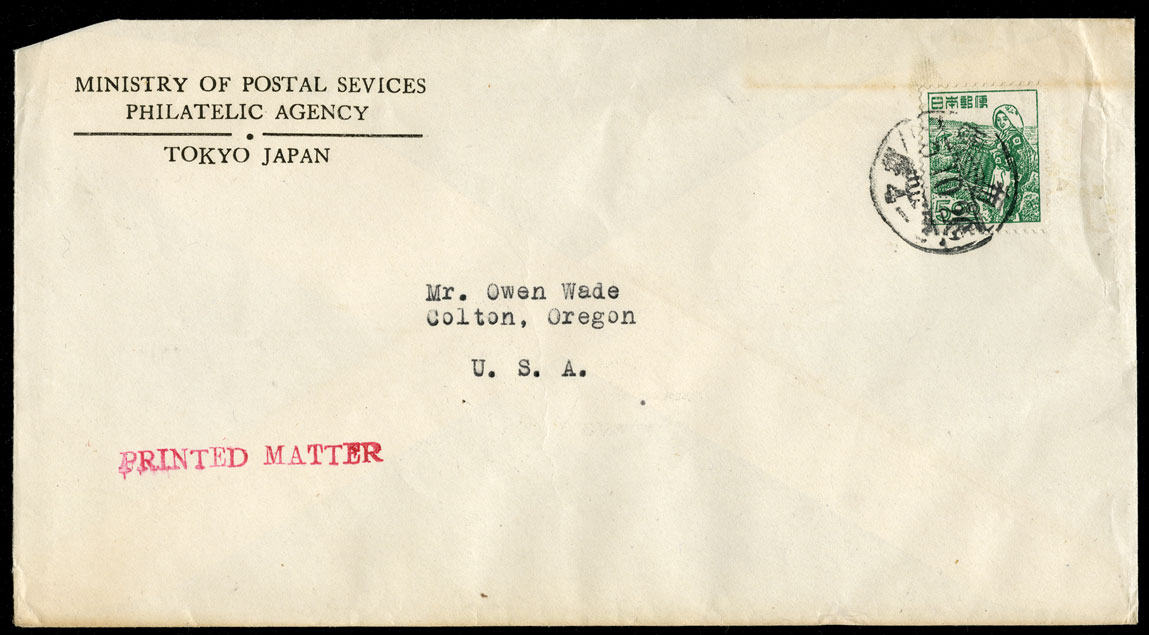 MINISTRY OF POSTAL SEVICES
PHILATELIC AGENCY
TOKYO JAPAN
日本郵便
Mr. Owen Wade
Colton, Oregon
U. S. A.
PRINTED MATTER